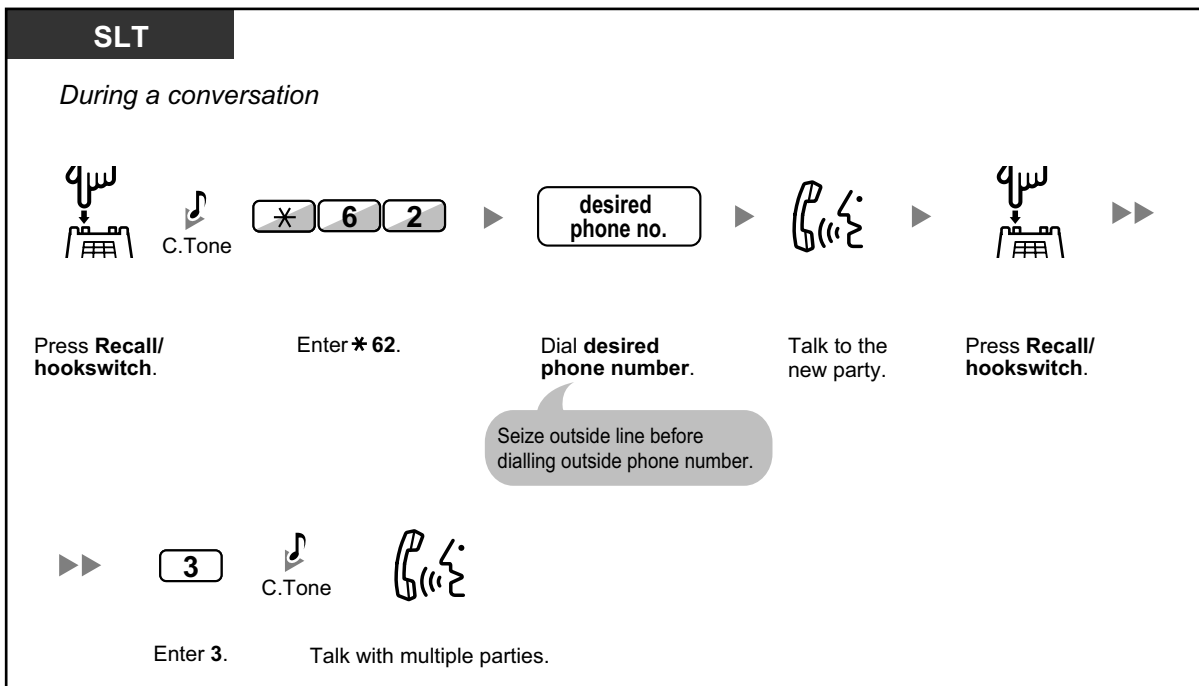 SLT
During a conversation
C.Tone
* 6 2
desired
phone no.
Press Recall/
hookswitch.
Enter * 62.
Dial desired
phone number.
Talk to the
new party.
Press Recall/
hookswitch.
Seize outside line before
dialling outside phone number.
3
C.Tone
Enter 3.
Talk with multiple parties.